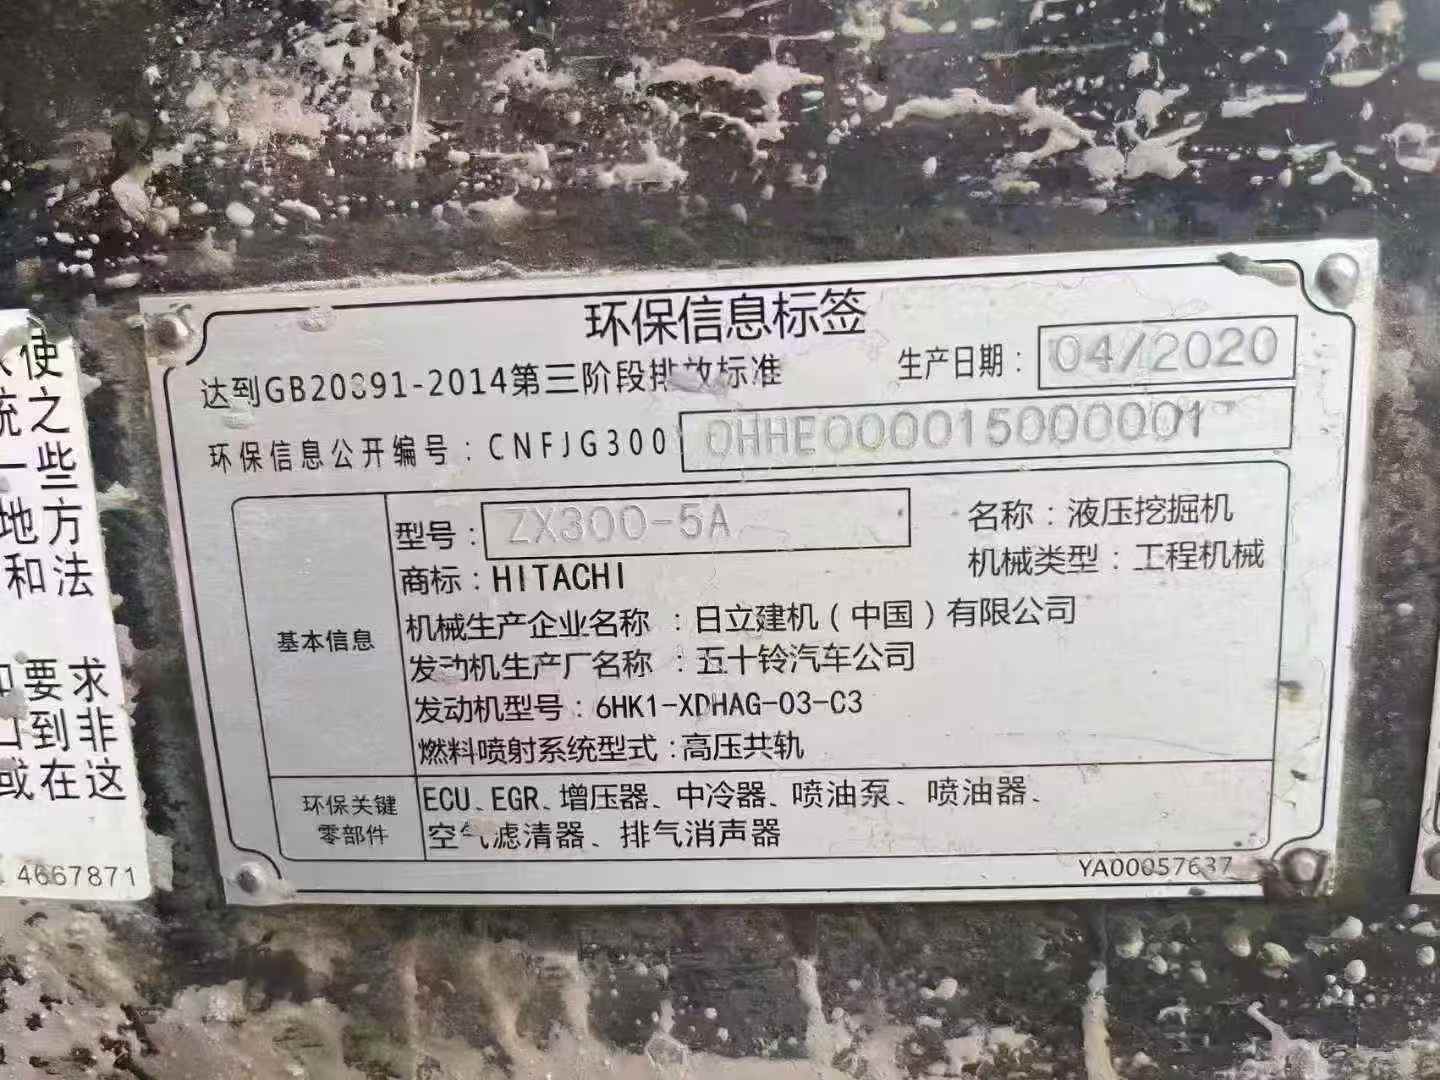 使
统之
一些
地方
和法
要求
口到非
或在这
4667871
环保信息标签
达到GB20891-2014第三阶段排放标准
生产日期：04/2020
环保信息公开编号：CNFJG300 0HHE000015000001
基本信息
型号：ZX300-5A
名称：液压挖掘机
商标：HITACHI
机械类型：工程机械
机械生产企业名称：日立建机（中国）有限公司
发动机生产厂名称：五十铃汽车公司
发动机型号：6HK1-XDHAG-03-C3
燃料喷射系统型式：高压共轨
环保关键
零部件
ECU、EGR、增压器、中冷器、喷油泵、喷油器、
空气滤清器、排气消声器
YA00057637